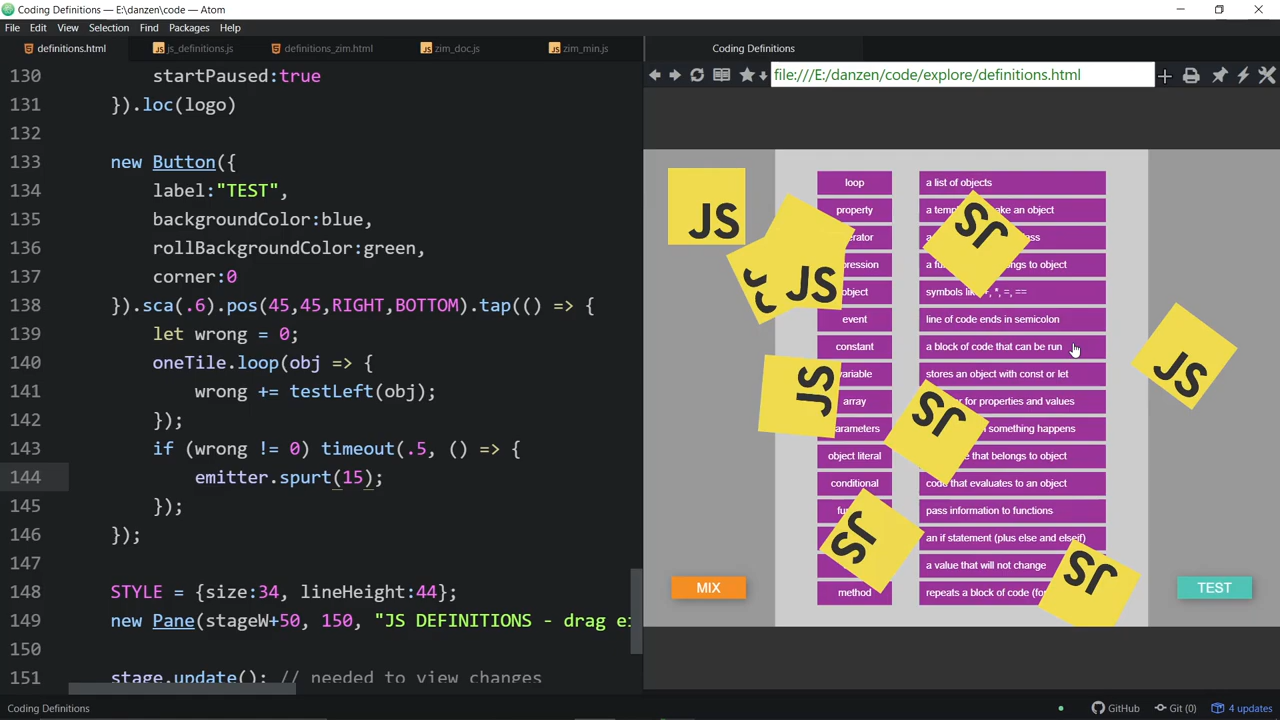 Coding Definitions — E:\danzen\code — Atom
File Edit View Selection Find Packages Help
definitions.html
js_definitions.js
definitions_zim.html
zim_doc.js
zim_min.js
Coding Definitions
file:///E:/danzen/code/explore/definitions.html
130 startPaused:true
131 }).loc(logo)
132
133 new Button({
134 label:"TEST",
135 backgroundColor:blue,
136 rollBackgroundColor:green,
137 corner:0
138 }).sca(.6).pos(45,45,RIGHT,BOTTOM).tap(() => {
139 let wrong = 0;
140 oneTile.loop(obj => {
141 wrong += testLeft(obj);
142 });
143 if (wrong != 0) timeout(.5, () => {
144 emitter.spurt(15);
145 });
146 });
147
148 STYLE = {size:34, lineHeight:44};
149 new Pane(stageW+50, 150, "JS DEFINITIONS - drag ei
150
151 stage.update(); // needed to view changes
JS
JS
JS
JS
JS
JS
JS
JS
JS
JS
loop
property
erator
pression
object
event
constant
variable
array
arameters
object literal
conditional
fu
method
a list of objects
a temp ake an object
a ass
a fu ngs to object
symbols li , *, =, ==
line of code ends in semicolon
a block of code that can be run
stores an object with const or let
r for properties and values
something happens
e that belongs to object
code that evaluates to an object
pass information to functions
an if statement (plus else and elseif)
a value that will not change
repeats a block of code (fo
MIX
TEST
Coding Definitions
GitHub
Git (0)
4 updates